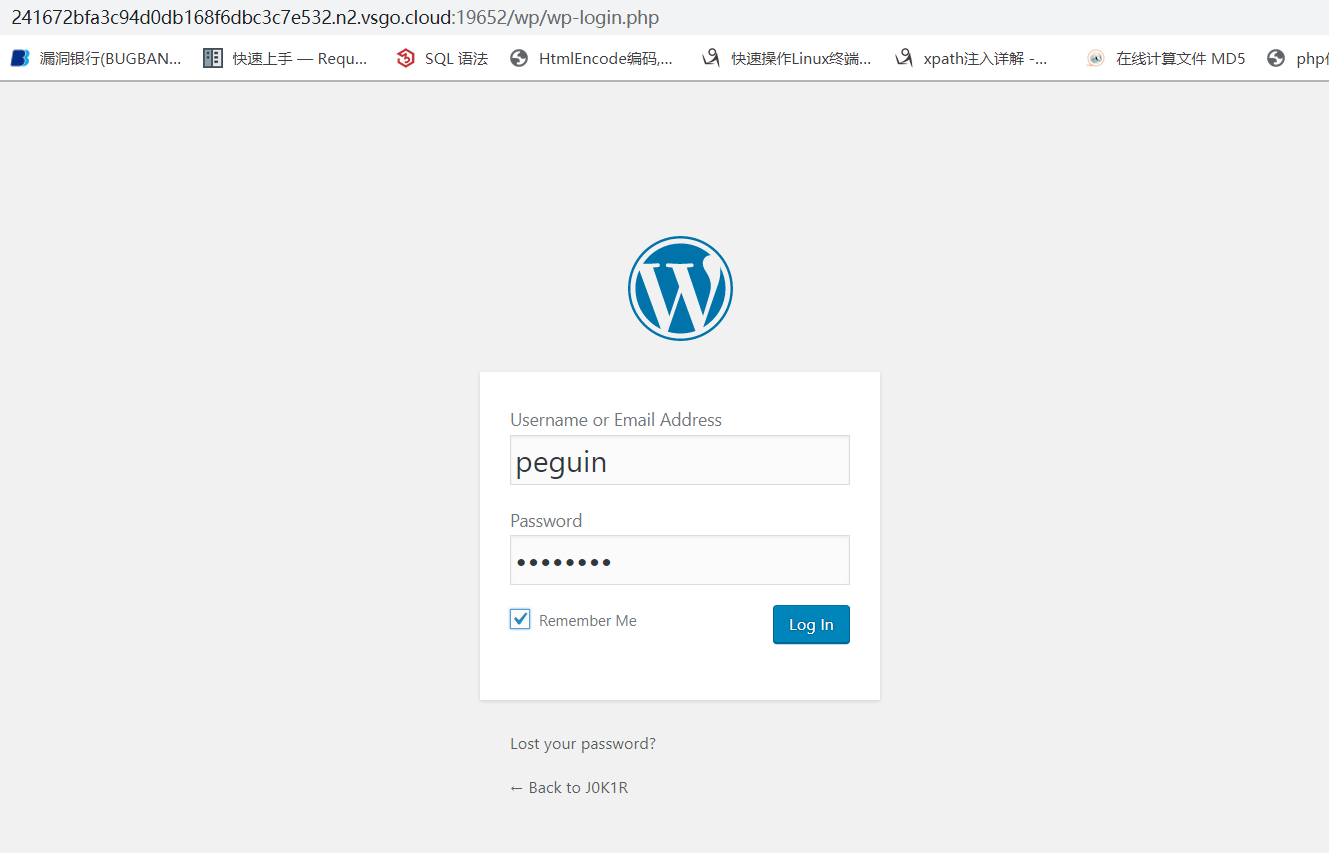 241672bfa3c94d0db168f6dbc3c7e532.n2.vsgo.cloud:19652/wp/wp-login.php
漏洞银行(BUGBAN... 快速上手 — Requ... SQL 语法 HtmlEncode编码,... 快速操作Linux终端... xpath注入详解 -... 在线计算文件 MD5 php
Username or Email Address
peguin
Password
••••••••
Remember Me Log In
Lost your password?
← Back to J0K1R